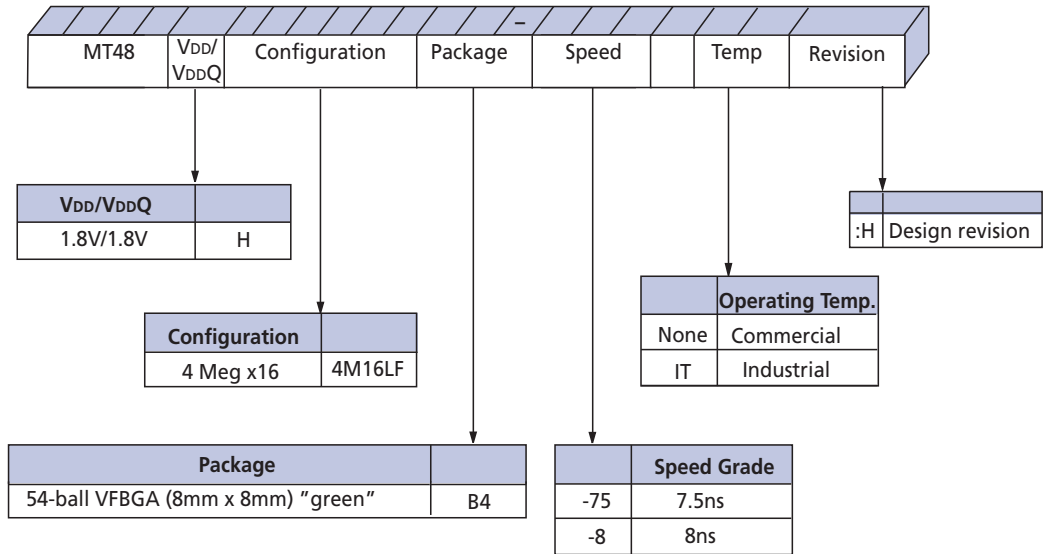 –
MT48 VDD/VDDQ Configuration Package Speed Temp Revision
VDD/VDDQ
1.8V/1.8V H
:H Design revision
Operating Temp.
None Commercial
IT Industrial
Configuration
4 Meg x16 4M16LF
Package
54-ball VFBGA (8mm x 8mm) ”green” B4
Speed Grade
-75 7.5ns
-8 8ns